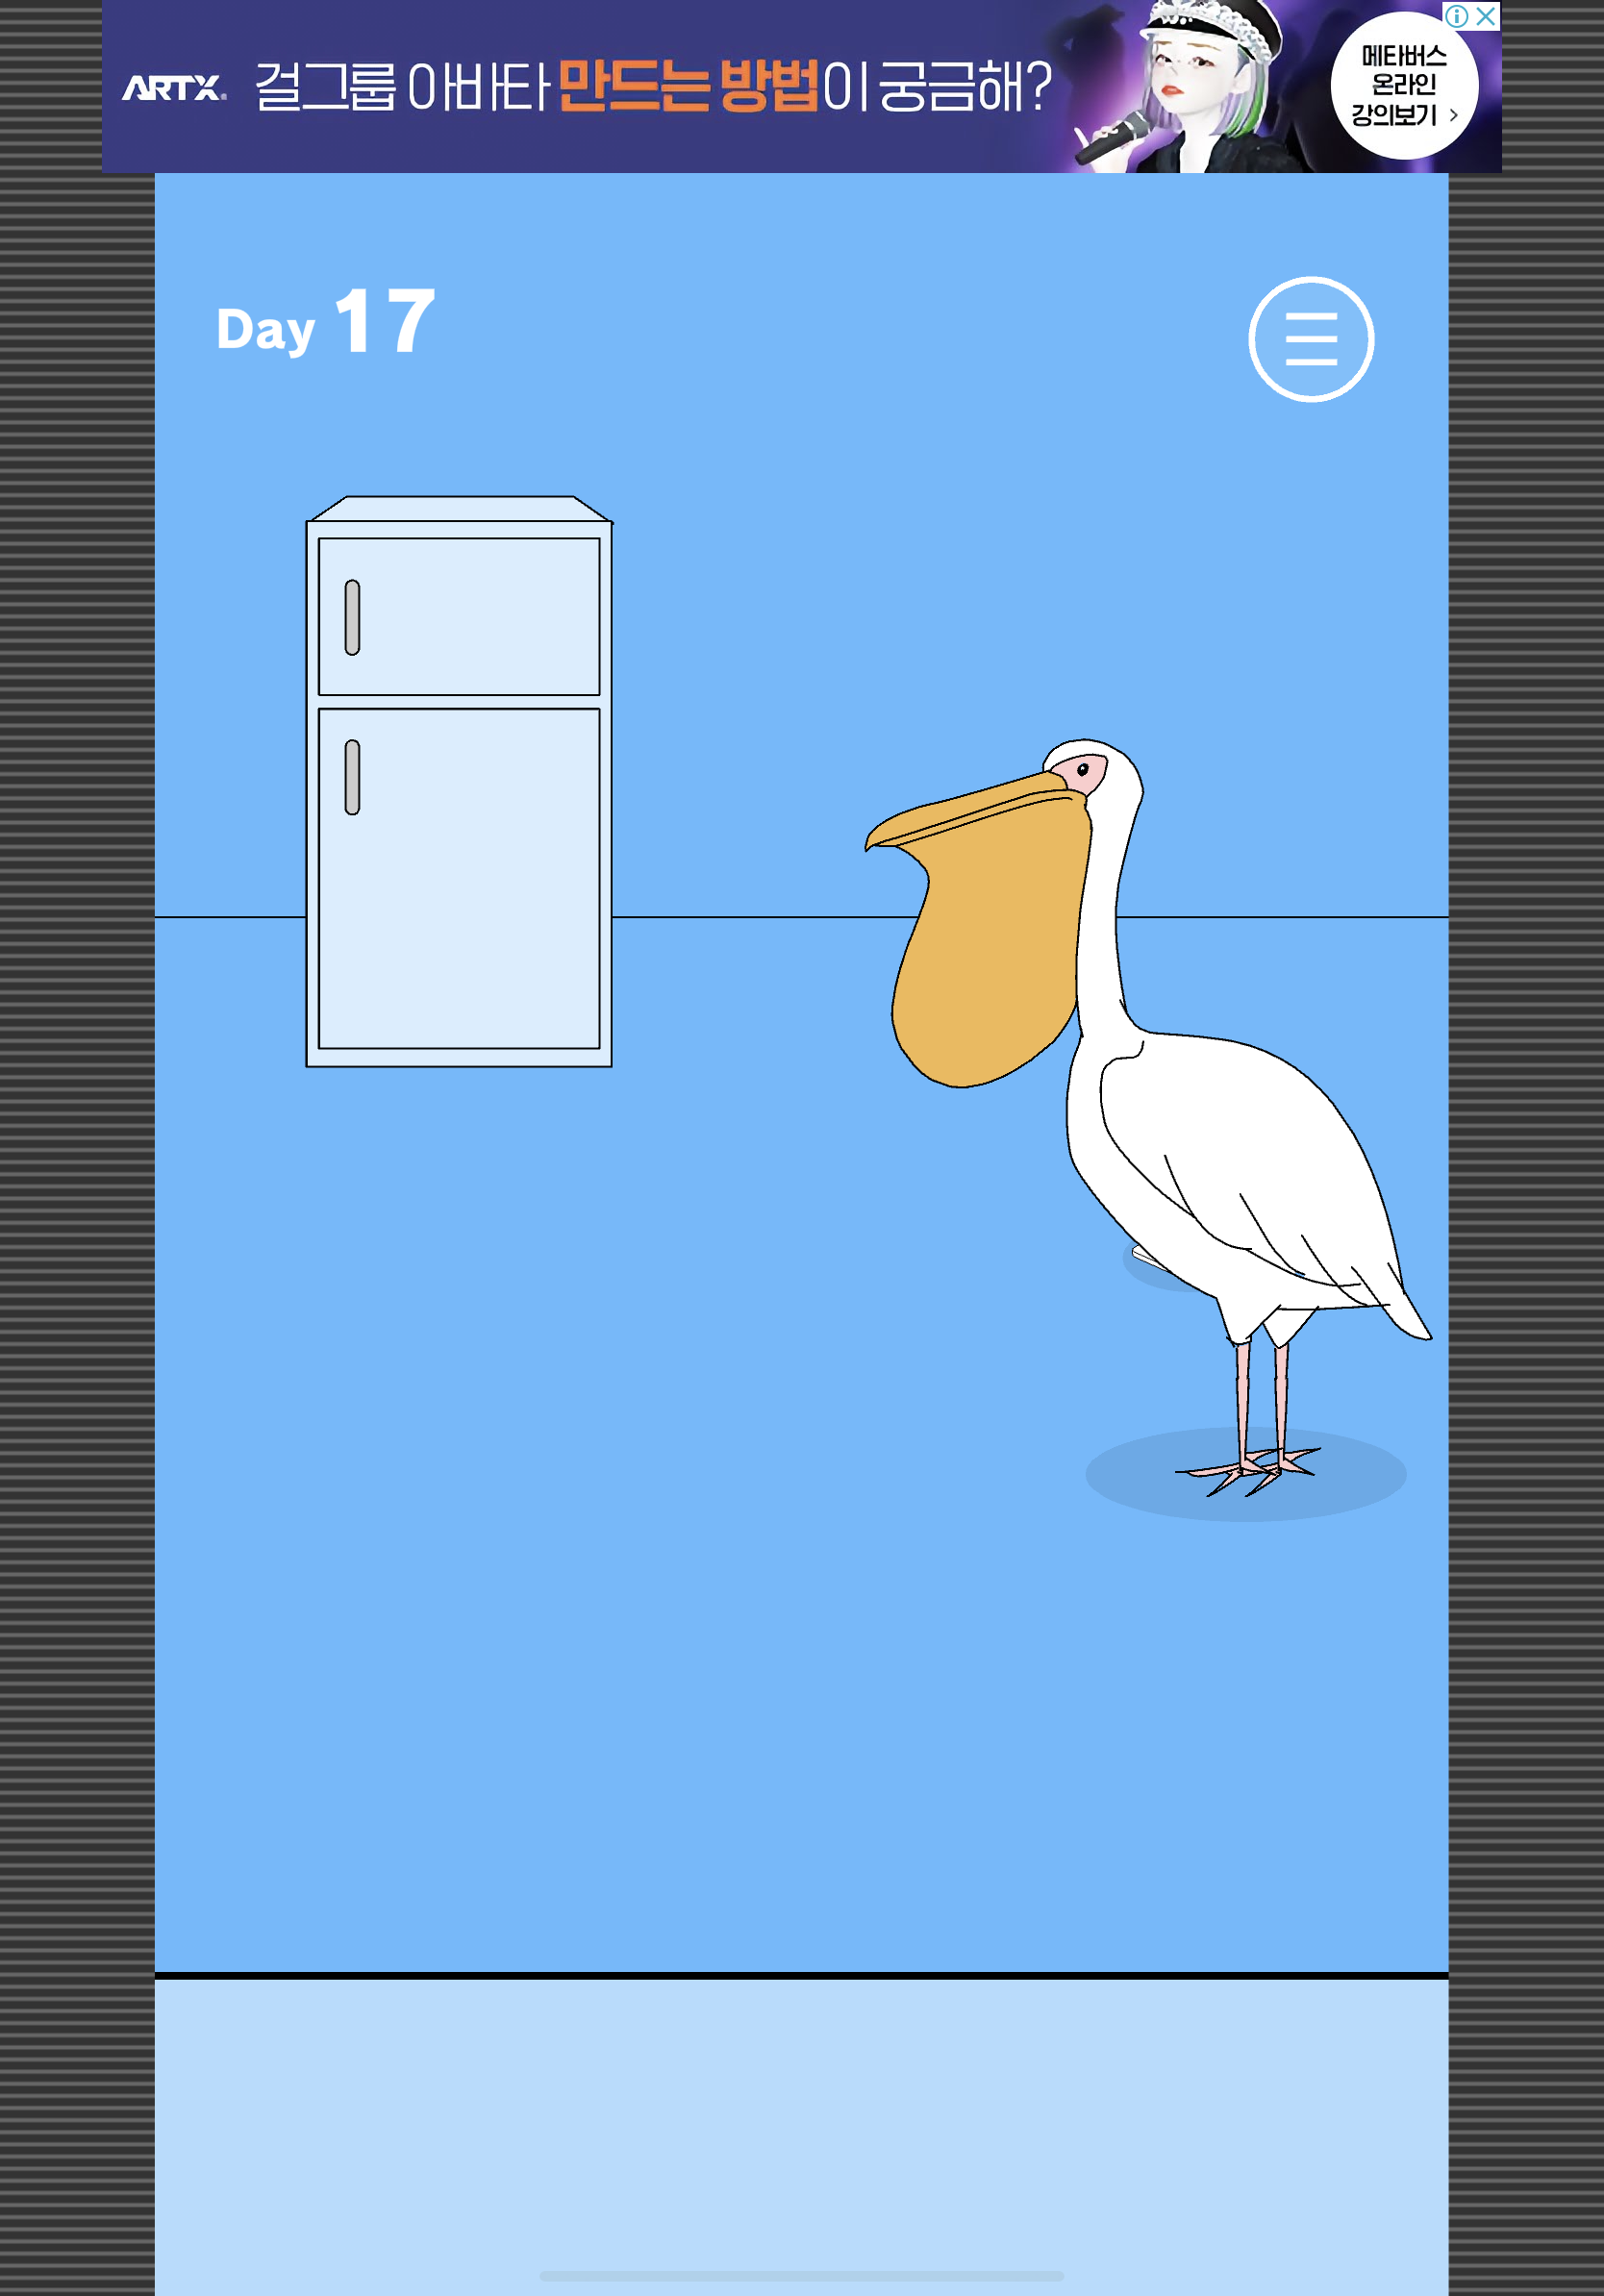 ARTX
걸그룹 아바타 만드는 방법이 궁금해?
메타버스
온라인
강의보기 >
Day 17